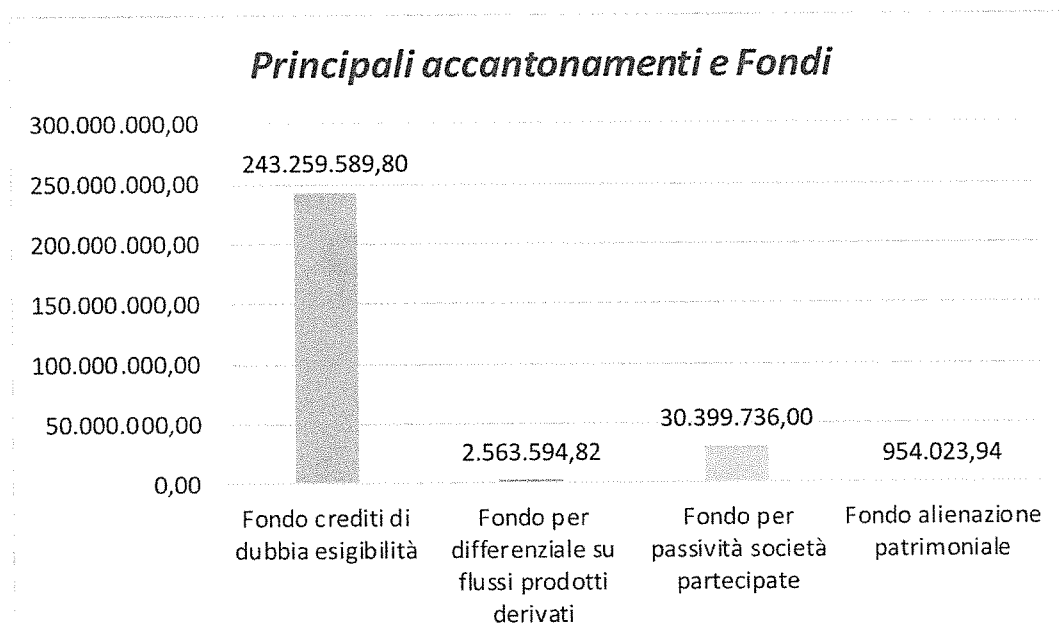 Principali accantonamenti e Fondi
300.000.000,00
243.259.589,80
250.000.000,00
200.000.000,00
150.000.000,00
100.000.000,00
50.000.000,00
30.399.736,00
2.563.594,82
954.023,94
0,00
Fondo crediti di
dubbia esigibilità
Fondo per
differenziale su
flussi prodotti
derivati
Fondo per
passività società
partecipate
Fondo alienazione
patrimoniale